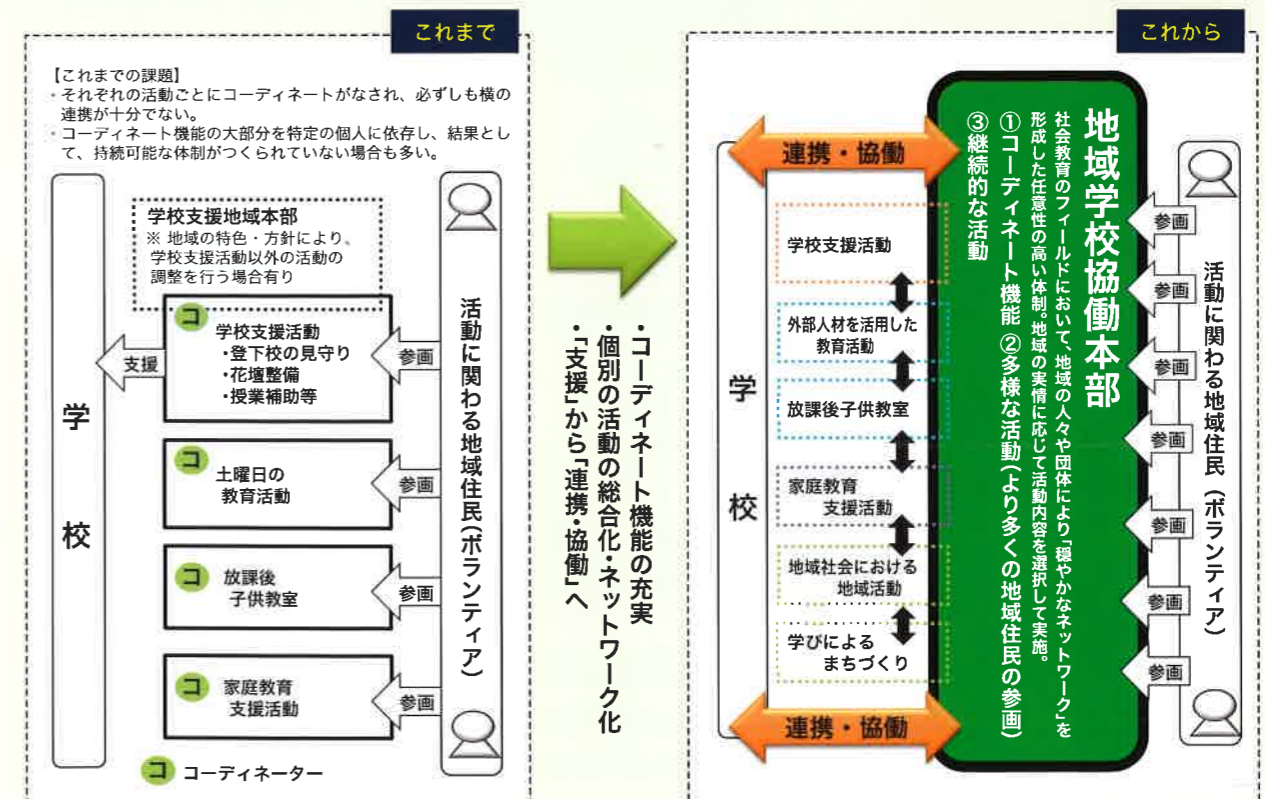 これまで
【これまでの課題】
・それぞれの活動ごとにコーディネートがなされ、必ずしも横の
連携が十分でない。
・コーディネート機能の大部分を特定の個人に依存し、結果とし
て、持続可能な体制がつくられていない場合も多い。
学校
学校支援地域本部
※ 地域の特色・方針により、
学校支援活動以外の活動の
調整を行う場合有り
コ
学校支援活動
・登下校の見守り
・花壇整備
・授業補助等
支援
参画
コ
土曜日の
教育活動
参画
コ
放課後
子供教室
参画
コ
家庭教育
支援活動
参画
活動に関わる地域住民(ボランティア)
コ コーディネーター
・コーディネート機能の充実
・個別の活動の総合化・ネットワーク化
・「支援」から「連携・協働」へ
これから
学校
連携・協働
学校支援活動
外部人材を活用した
教育活動
放課後子供教室
家庭教育
支援活動
地域社会における
地域活動
学びによる
まちづくり
連携・協働
地域学校協働本部
社会教育のフィールドにおいて、地域の人々や団体により「穏やかなネットワーク」を
形成した任意性の高い体制。地域の実情に応じて活動内容を選択して実施。
①コーディネート機能 ②多様な活動(より多くの地域住民の参画)
③継続的な活動
参画
参画
参画
参画
参画
参画
参画
活動に関わる地域住民(ボランティア)